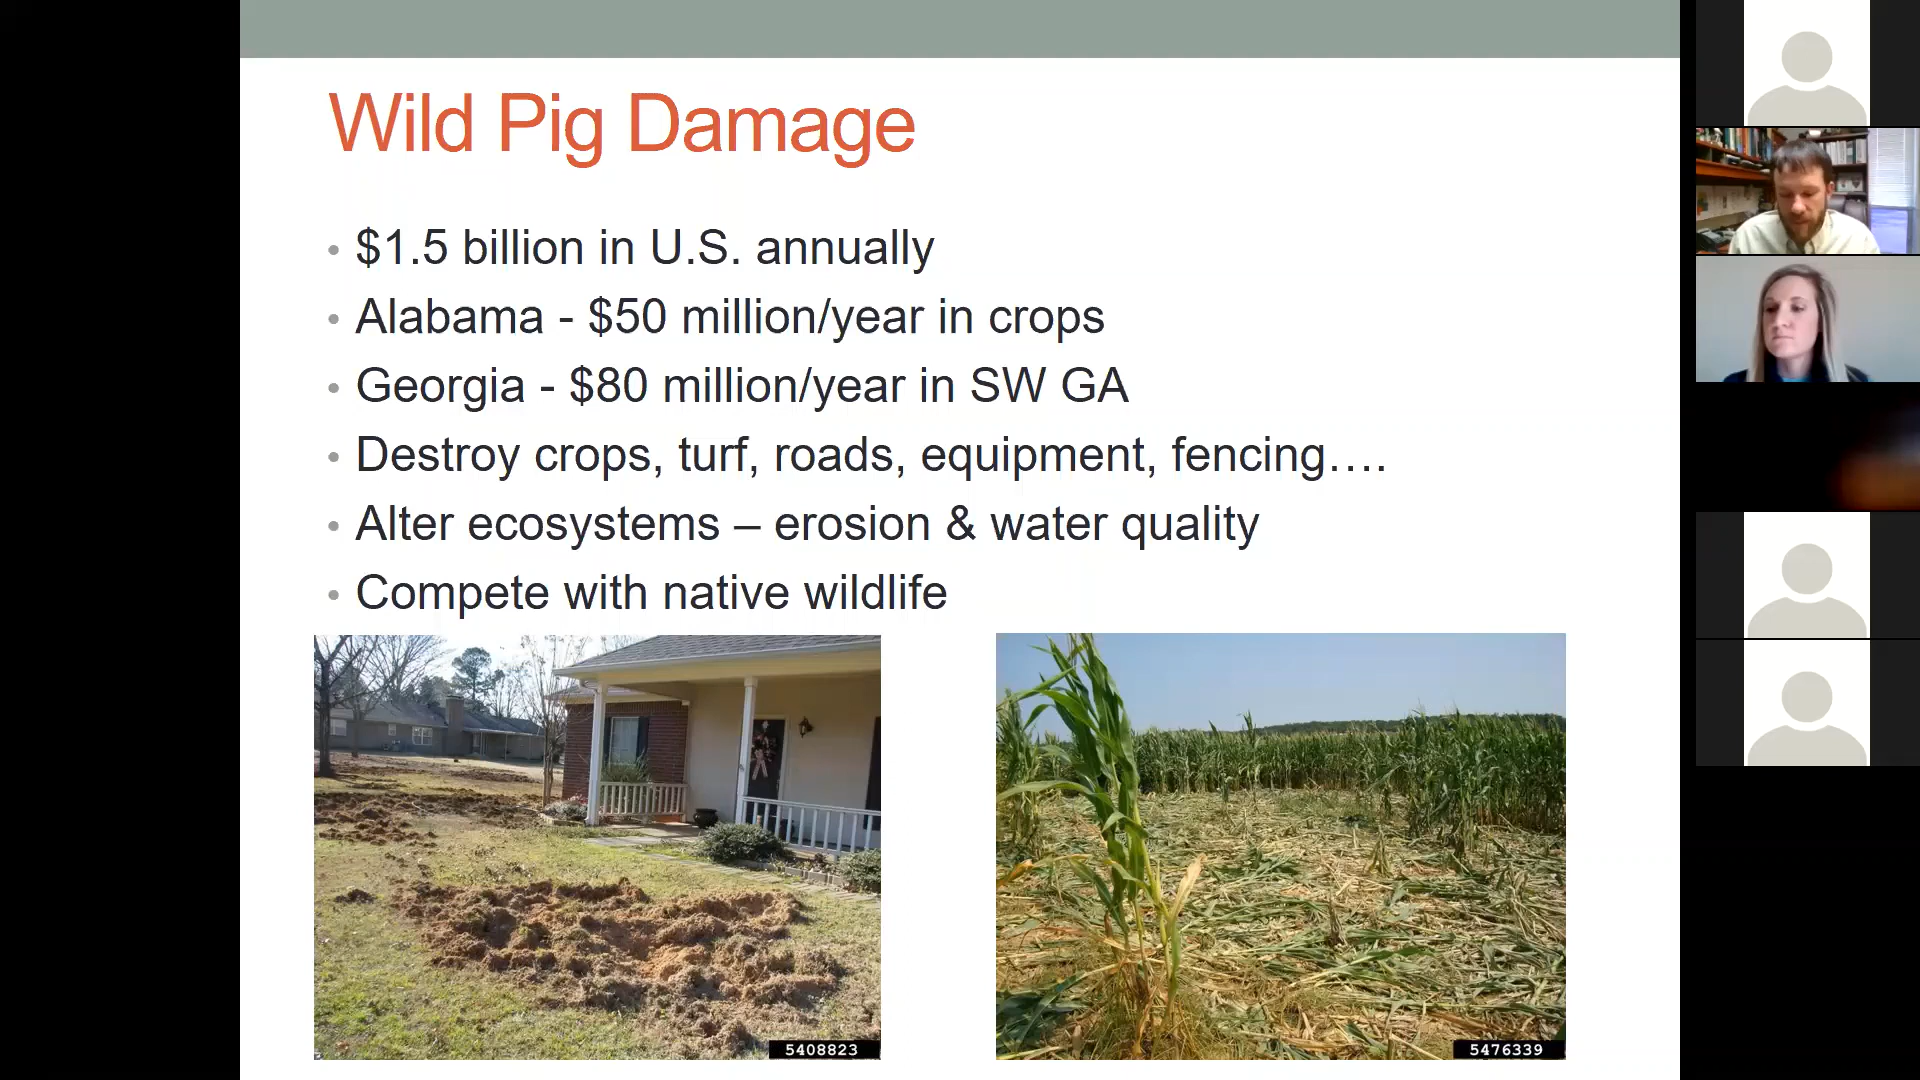 Wild Pig Damage
• $1.5 billion in U.S. annually
• Alabama - $50 million/year in crops
• Georgia - $80 million/year in SW GA
• Destroy crops, turf, roads, equipment, fencing….
• Alter ecosystems – erosion & water quality
• Compete with native wildlife
5408823
5476339